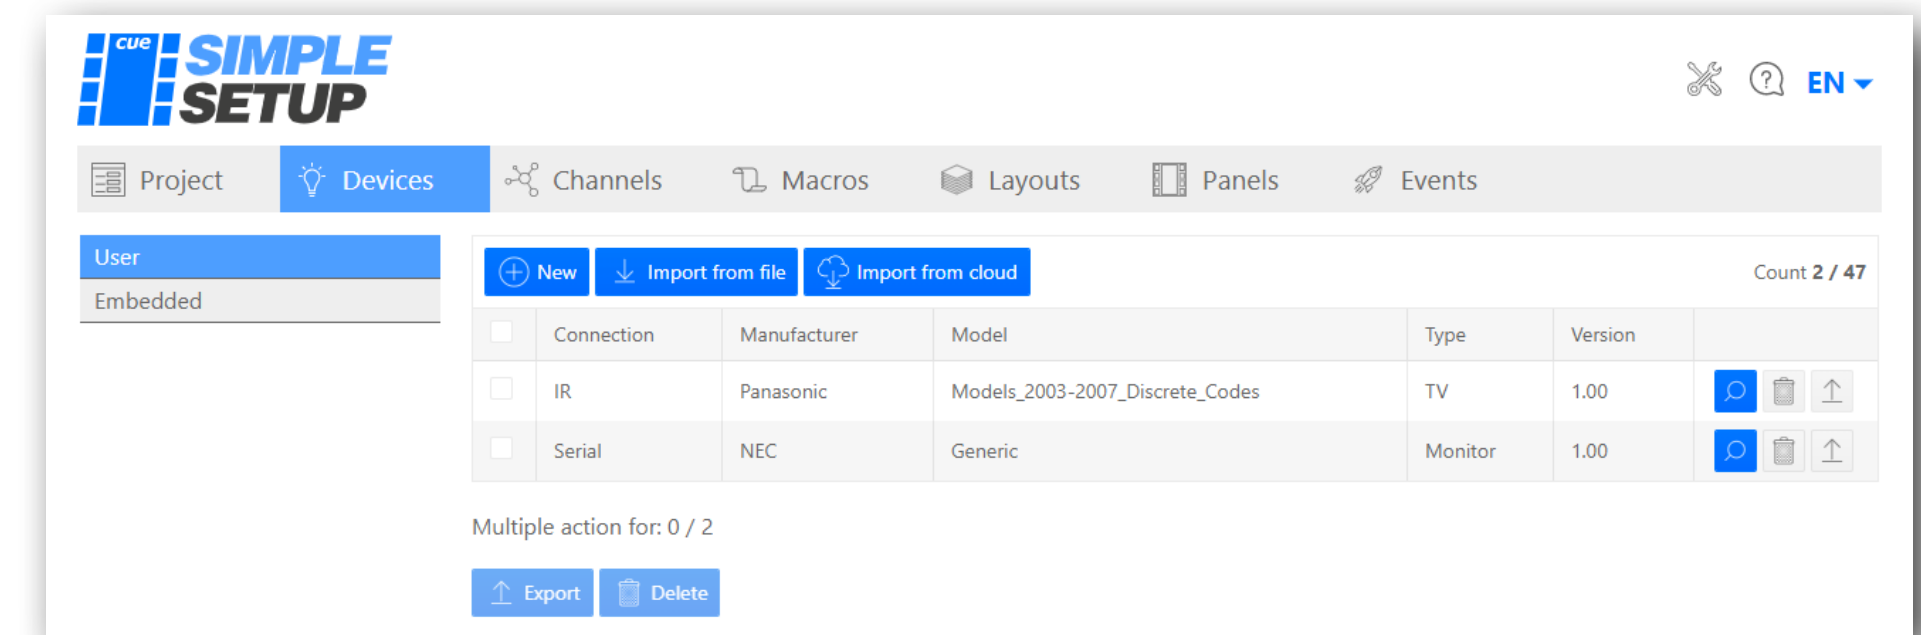 cue SIMPLE
SETUP
EN
Project Devices Channels Macros Layouts Panels Events
User
Embedded
New Import from file Import from cloud Count 2 / 47
Connection Manufacturer Model Type Version
IR Panasonic Models_2003-2007_Discrete_Codes TV 1.00
Serial NEC Generic Monitor 1.00
Multiple action for: 0 / 2
Export Delete